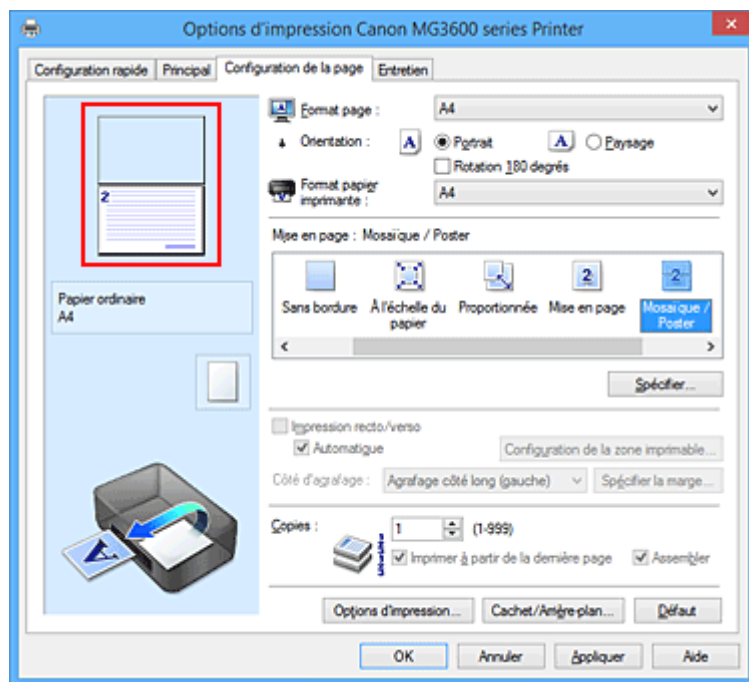 Options d'impression Canon MG3600 series Printer
Configuration rapide Principal Configuration de la page Entretien
Format page : A4
Orientation : A Portrait A Paysage
Rotation 180 degrés
Format papier
imprimante : A4
2
Mise en page : Mosaïque / Poster
2 2
Sans bordure À l'échelle du Proportionnée Mise en page Mosaïque /
papier Poster
Papier ordinaire
A4
Spécifier...
Impression recto/verso
Automatique Configuration de la zone imprimable...
Côté d'agrafage : Agrafage côté long (gauche) Spécifier la marge...
Copies : 1 (1-999)
Imprimer à partir de la dernière page Assembler
A
Options d'impression... Cachet/Arrière-plan... Défaut
OK Annuler Appliquer Aide